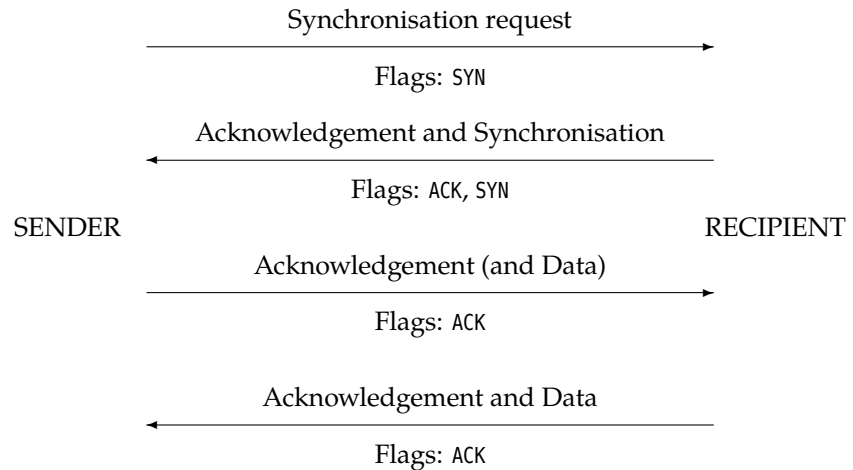 Synchronisation request
Flags: SYN
Acknowledgement and Synchronisation
Flags: ACK, SYN
SENDER
RECIPIENT
Acknowledgement (and Data)
Flags: ACK
Acknowledgement and Data
Flags: ACK